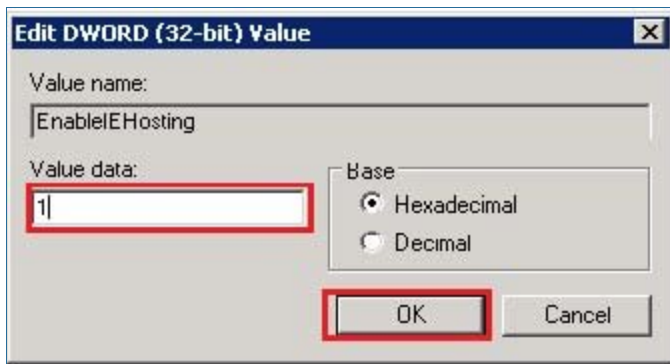 Edit DWORD (32-bit) Value
Value name:
EnableIEHosting
Value data:
1
Base
Hexadecimal
Decimal
OK
Cancel